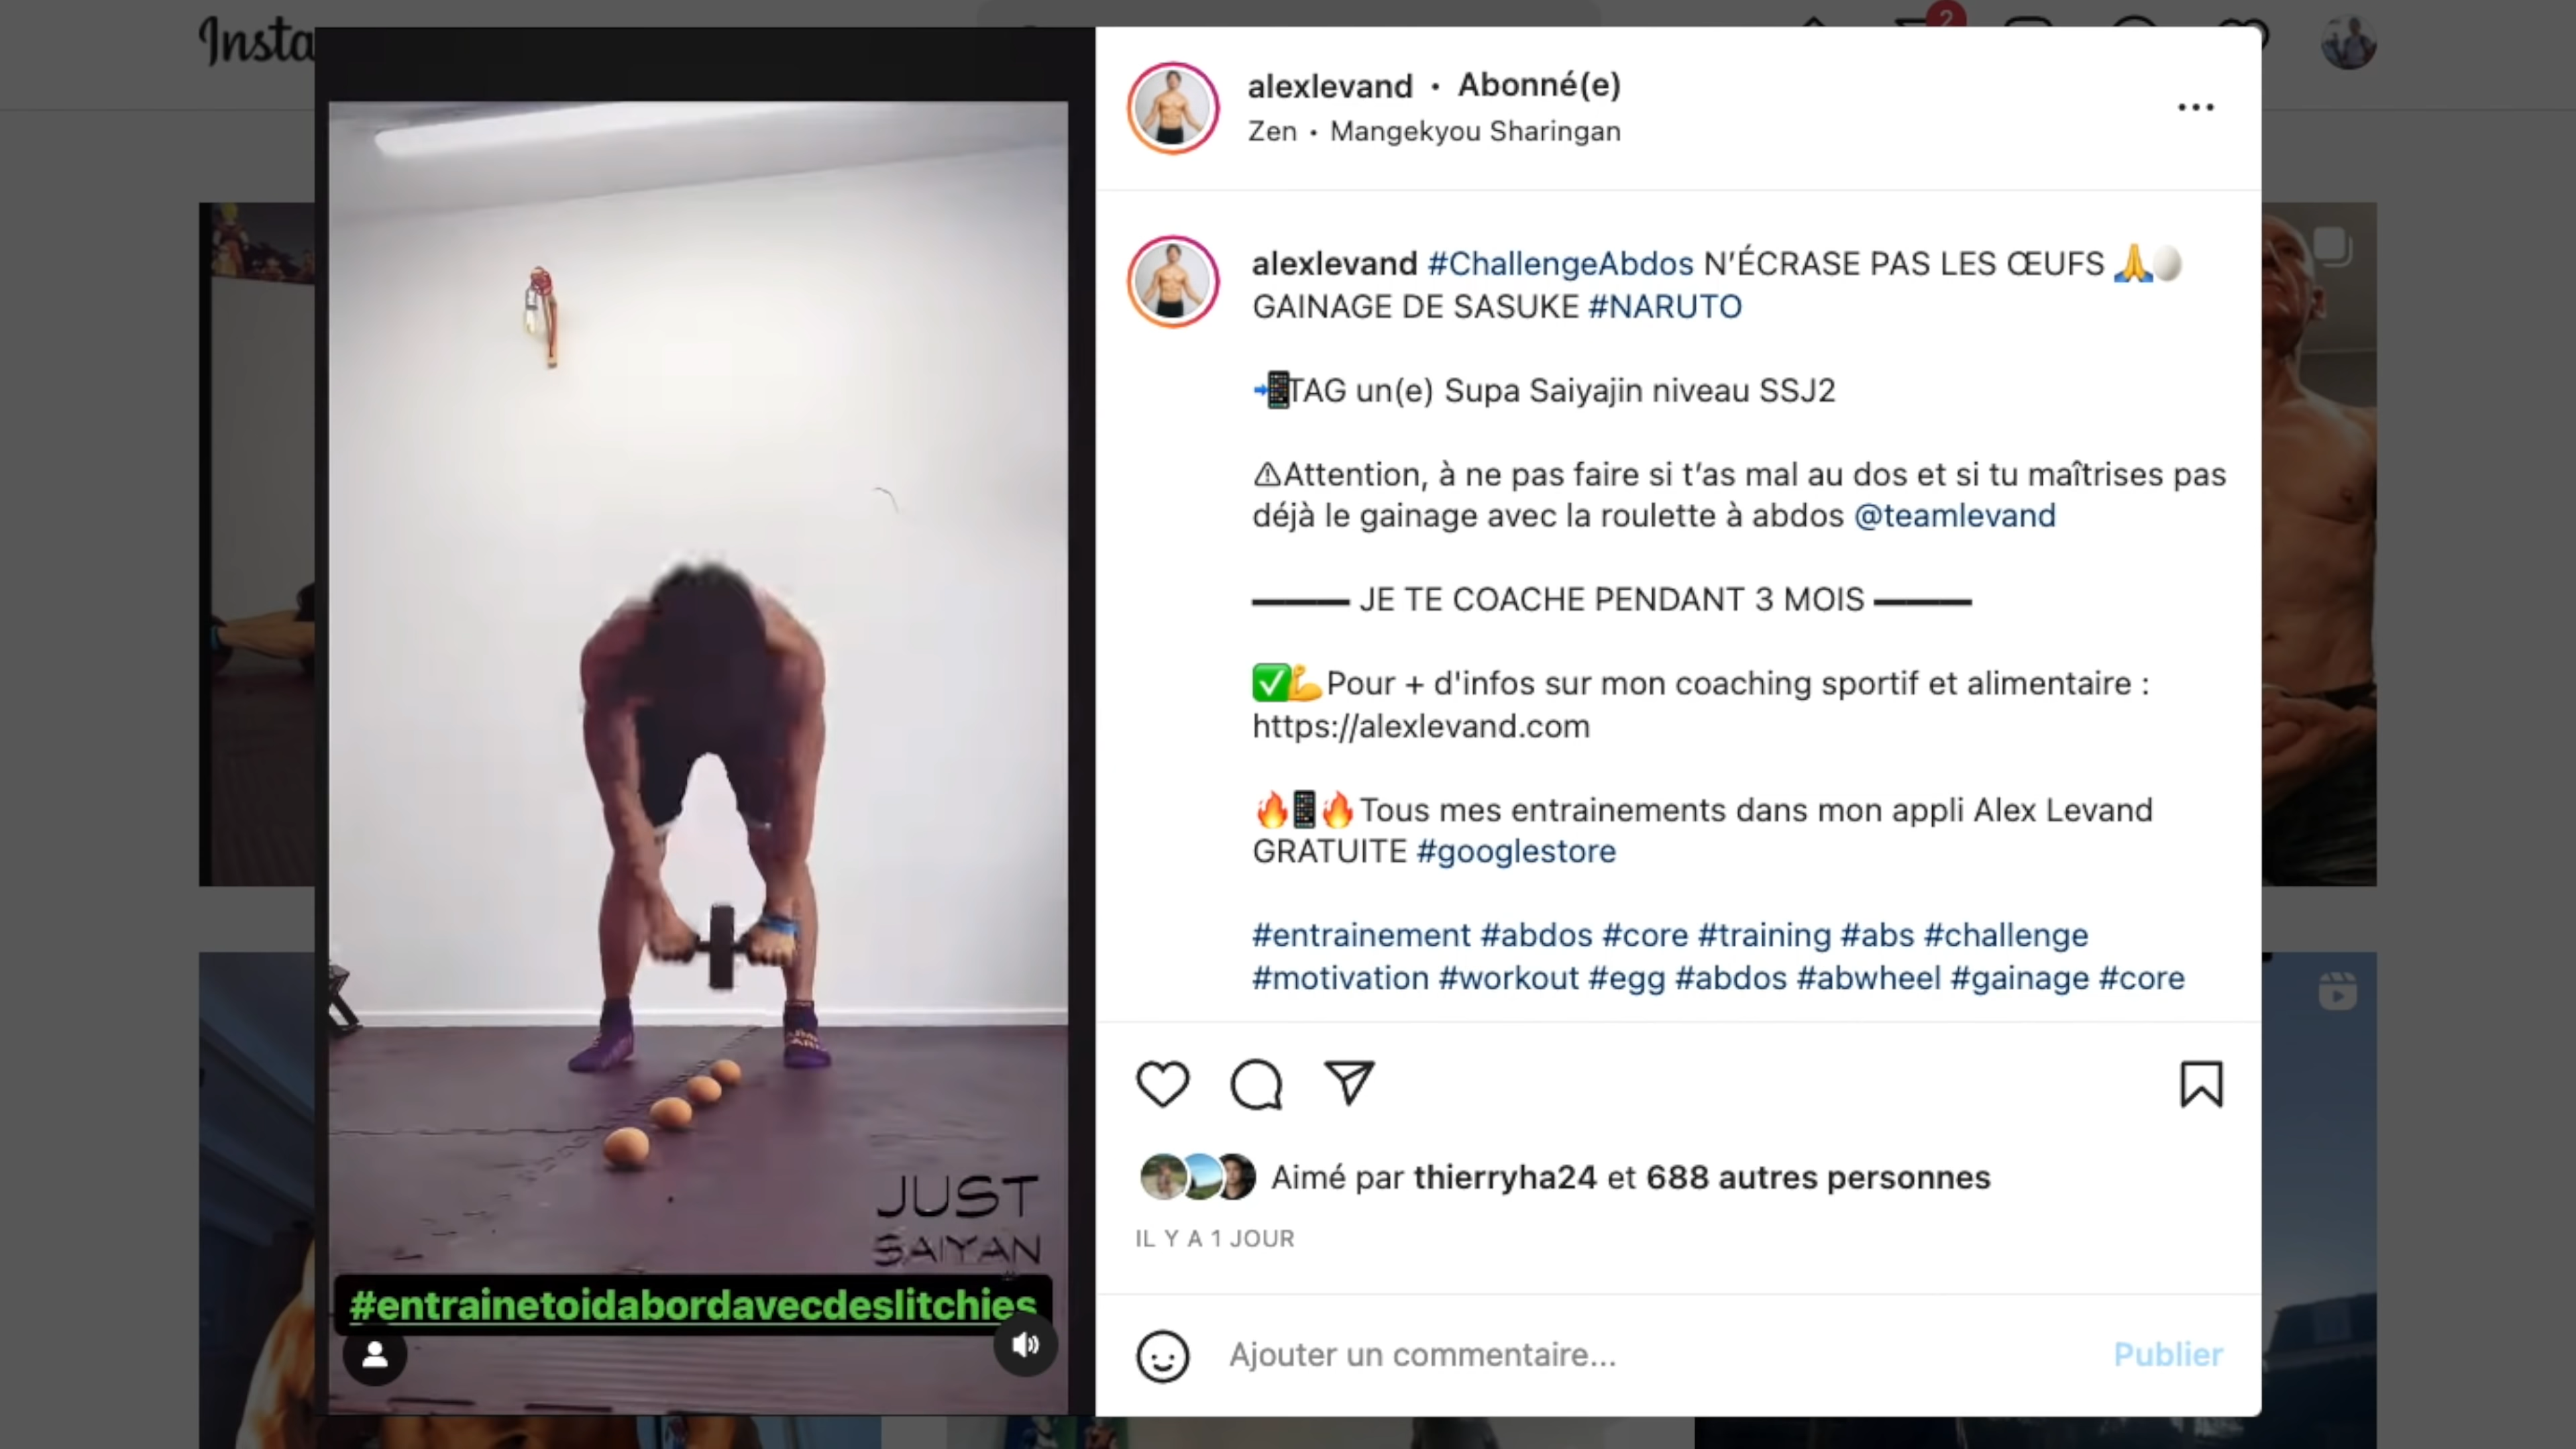 Insta
2
alexlevand • Abonné(e)
Zen • Mangekyou Sharingan
alexlevand #ChallengeAbdos N’ÉCRASE PAS LES ŒUFS 🙏🥚
GAINAGE DE SASUKE #NARUTO
📲TAG un(e) Supa Saiyajin niveau SSJ2
⚠Attention, à ne pas faire si t’as mal au dos et si tu maîtrises pas
déjà le gainage avec la roulette à abdos @teamlevand
——— JE TE COACHE PENDANT 3 MOIS ———
✅💪Pour + d'infos sur mon coaching sportif et alimentaire :
https://alexlevand.com
🔥📱🔥Tous mes entrainements dans mon appli Alex Levand
GRATUITE #googlestore
#entrainement #abdos #core #training #abs #challenge
#motivation #workout #egg #abdos #abwheel #gainage #core
Aimé par thierryha24 et 688 autres personnes
IL Y A 1 JOUR
Ajouter un commentaire... Publier
JUST
SAIYAN
#entrainetoidabordavecdeslitchies